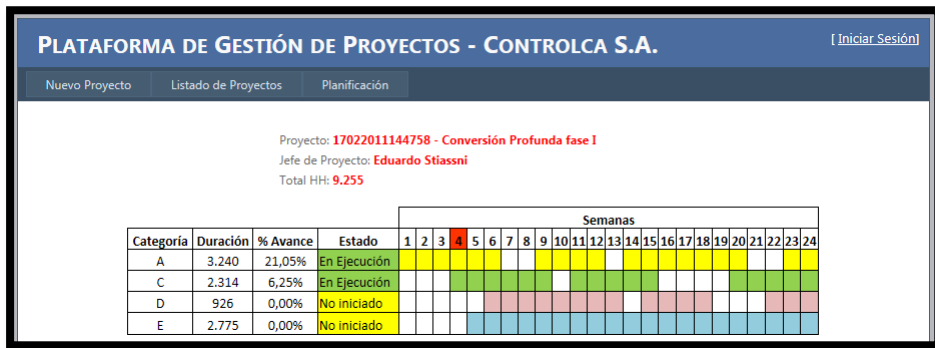 PLATAFORMA DE GESTIÓN DE PROYECTOS - CONTROLCA S.A.
[ Iniciar Sesión]
Nuevo Proyecto Listado de Proyectos Planificación
Proyecto: 17022011144758 - Conversión Profunda fase I
Jefe de Proyecto: Eduardo Stiassni
Total HH: 9.255
Semanas
Categoría Duración % Avance Estado 1 2 3 4 5 6 7 8 9 10 11 12 13 14 15 16 17 18 19 20 21 22 23 24
A 3.240 21,05% En Ejecución
C 2.314 6,25% En Ejecución
D 926 0,00% No iniciado
E 2.775 0,00% No iniciado